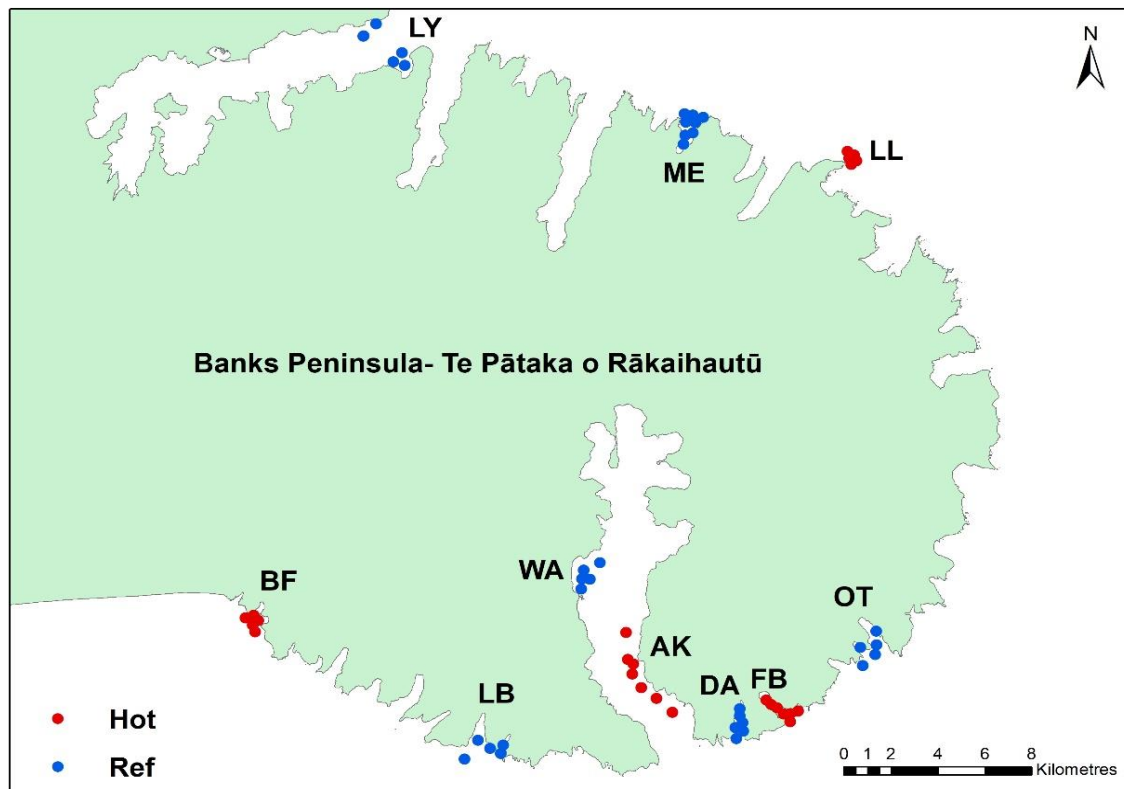 LY
N
LL
ME
Banks Peninsula- Te Pātaka o Rākaihautū
WA
BF
OT
AK
DA
FB
LB
Hot
Ref
0 1 2 4 6 8
Kilometres